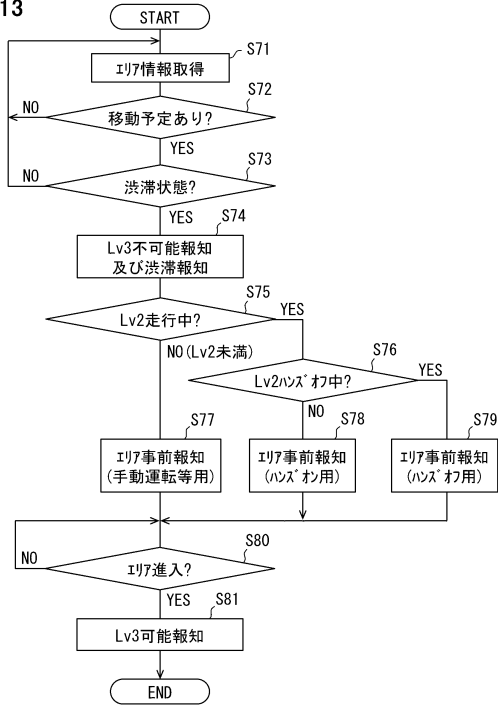 13
START
S71
エリア情報取得
S72
NO
移動予定あり?
YES
S73
NO
渋滞状態?
YES
S74
Lv3不可能報知
及び渋滞報知
S75
Lv2走行中?
YES
NO(Lv2未満)
S76
Lv2ハンズオフ中?
YES
NO
S77
エリア事前報知
(手動運転等用)
S78
エリア事前報知
(ハンズオン用)
S79
エリア事前報知
(ハンズオフ用)
S80
NO
エリア進入?
YES
S81
Lv3可能報知
END